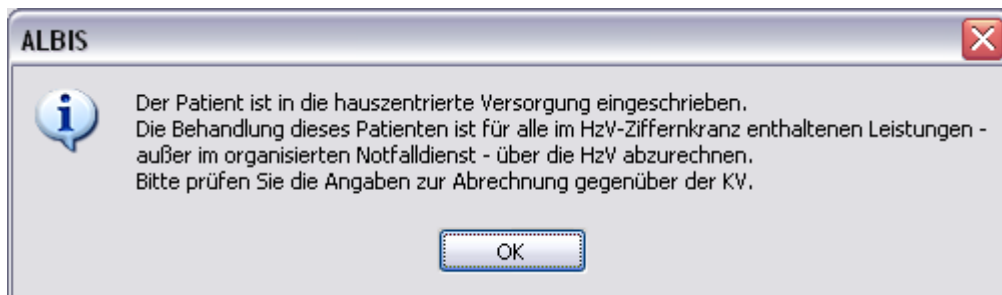 ALBIS
Der Patient ist in die hauszentrierte Versorgung eingeschrieben.
Die Behandlung dieses Patienten ist für alle im HzV-Ziffernkranz enthaltenen Leistungen -
außer im organisierten Notfalldienst - über die HzV abzurechnen.
Bitte prüfen Sie die Angaben zur Abrechnung gegenüber der KV.
OK